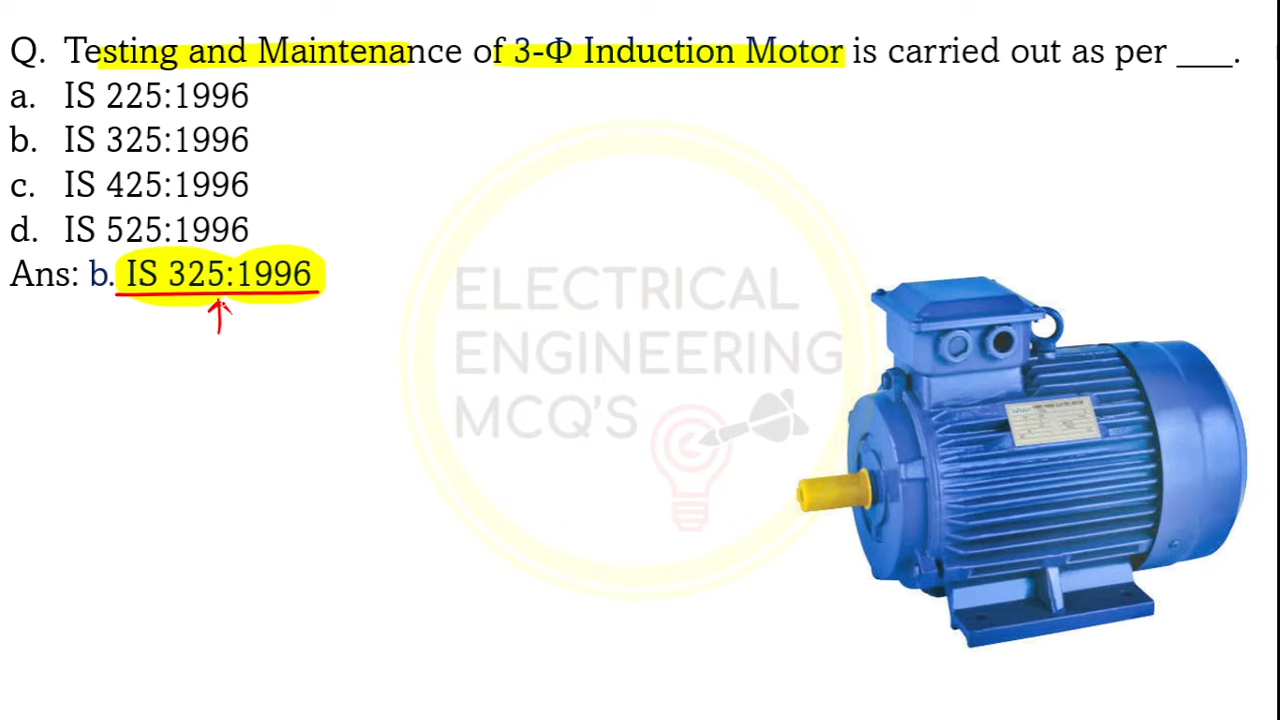 Q. Testing and Maintenance of 3-Φ Induction Motor is carried out as per ___.
a. IS 225:1996
b. IS 325:1996
c. IS 425:1996
d. IS 525:1996
Ans: b. IS 325:1996
ELECTRICAL
ENGINEERING
MCQ'S